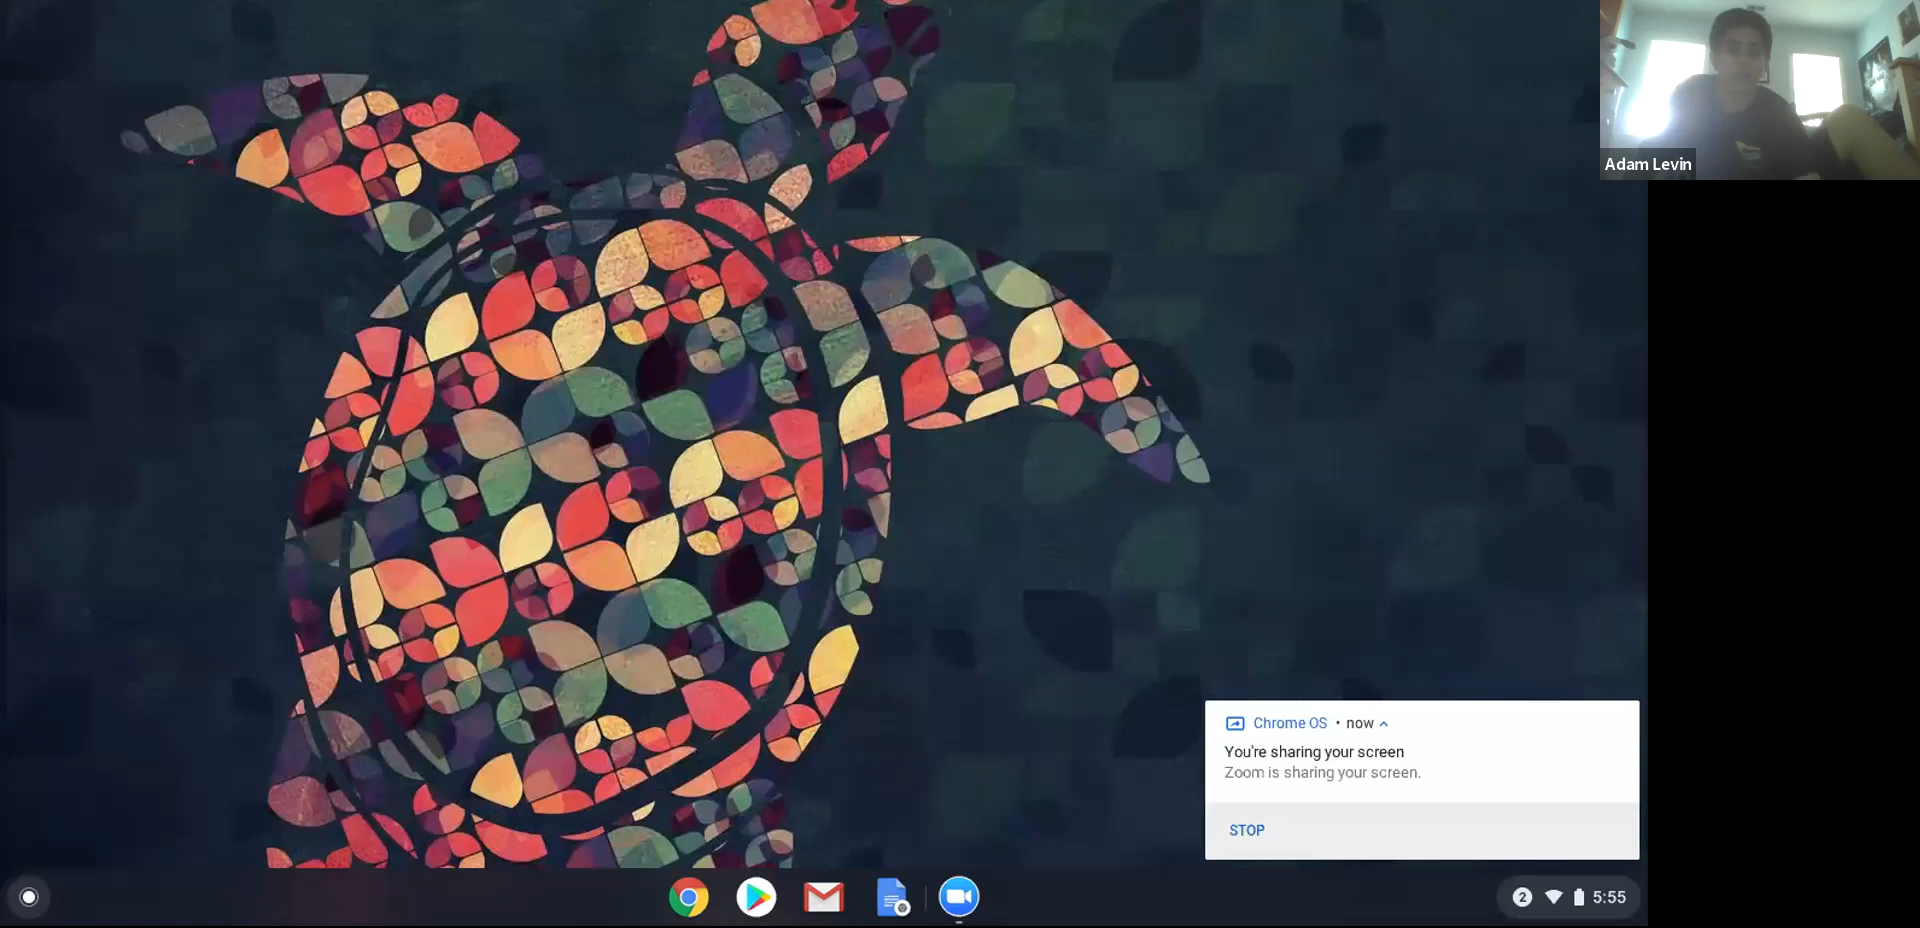 Adam Levin
Chrome OS • now
You're sharing your screen
Zoom is sharing your screen.
STOP
2 5:55